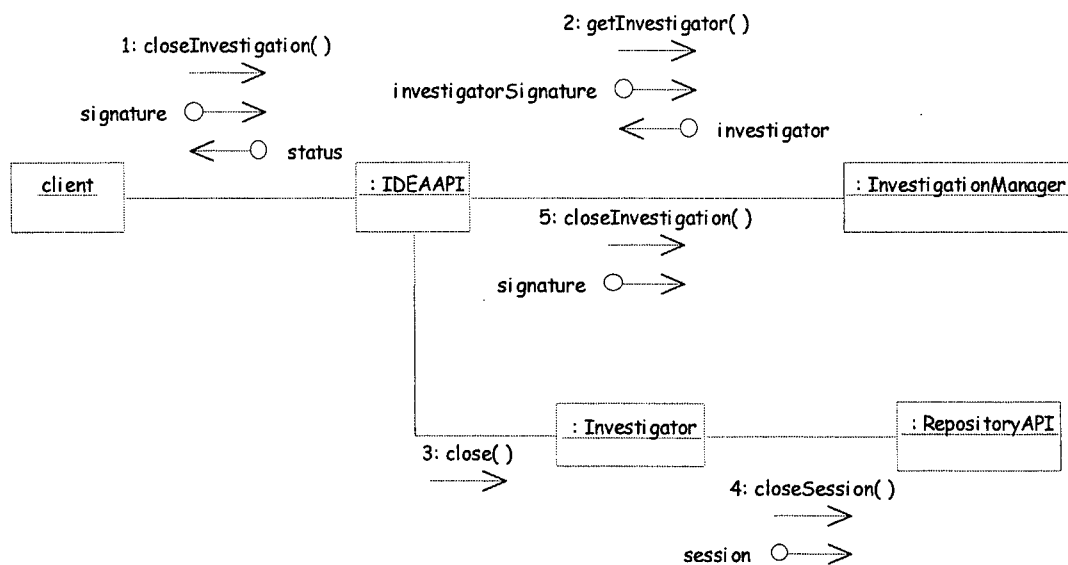 2: getInvestigator( )
1: closeInvestigation( )
investigatorSignature
signature
investigator
status
client
: IDEAAPI
: InvestigationManager
5: closeInvestigation( )
signature
: Investigator
: RepositoryAPI
3: close( )
4: closeSession( )
session